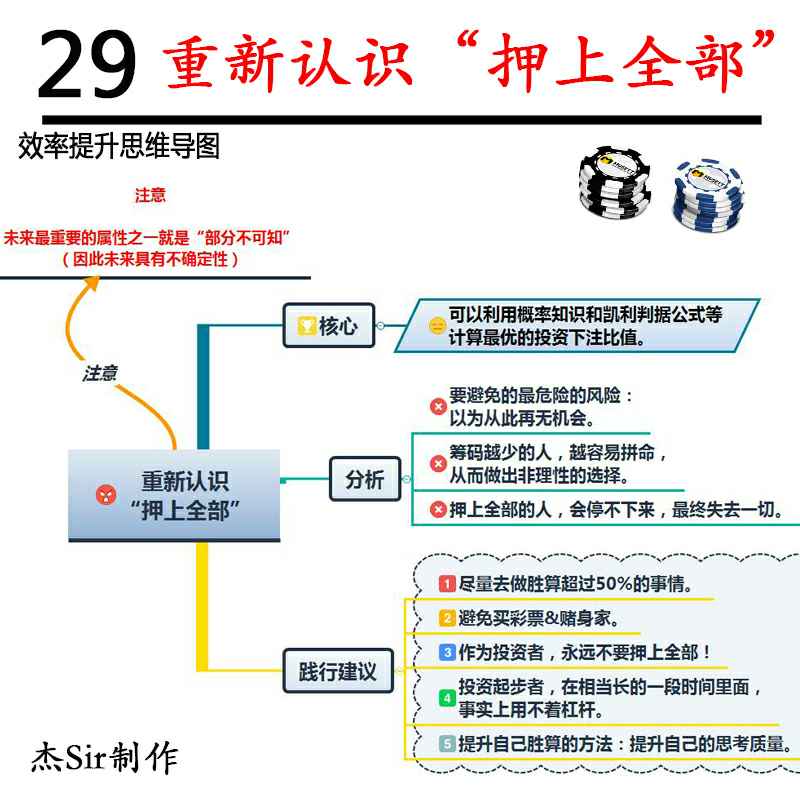 29 重新认识“押上全部”
效率提升思维导图
注意
未来最重要的属性之一就是“部分不可知”
（因此未来具有不确定性）
注意
重新认识
“押上全部”
核心
可以利用概率知识和凯利判据公式等
计算最优的投资下注比值。
分析
要避免的最危险的风险：
以为从此再无机会。
筹码越少的人，越容易拼命，
从而做出非理性的选择。
押上全部的人，会停不下来，最终失去一切。
践行建议
1 尽量去做胜算超过50%的事情。
2 避免买彩票&赌身家。
3 作为投资者，永远不要押上全部！
4 投资起步者，在相当长的一段时间里面，
事实上用不着杠杆。
5 提升自己胜算的方法：提升自己的思考质量。
杰Sir制作